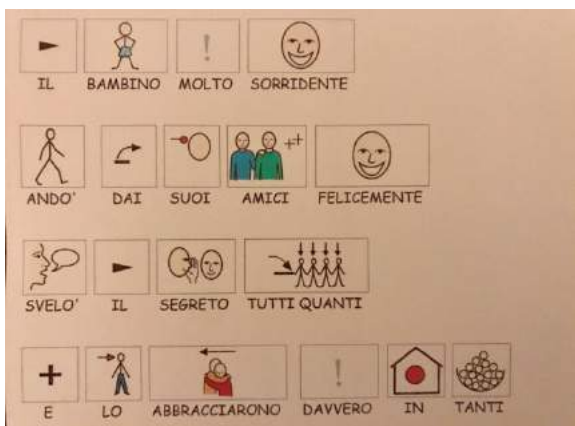 IL BAMBINO MOLTO SORRIDENTE
ANDO' DAI SUOI AMICI FELICEMENTE
SVELO' IL SEGRETO TUTTI QUANTI
E LO ABBRACCIARONO DAVVERO IN TANTI